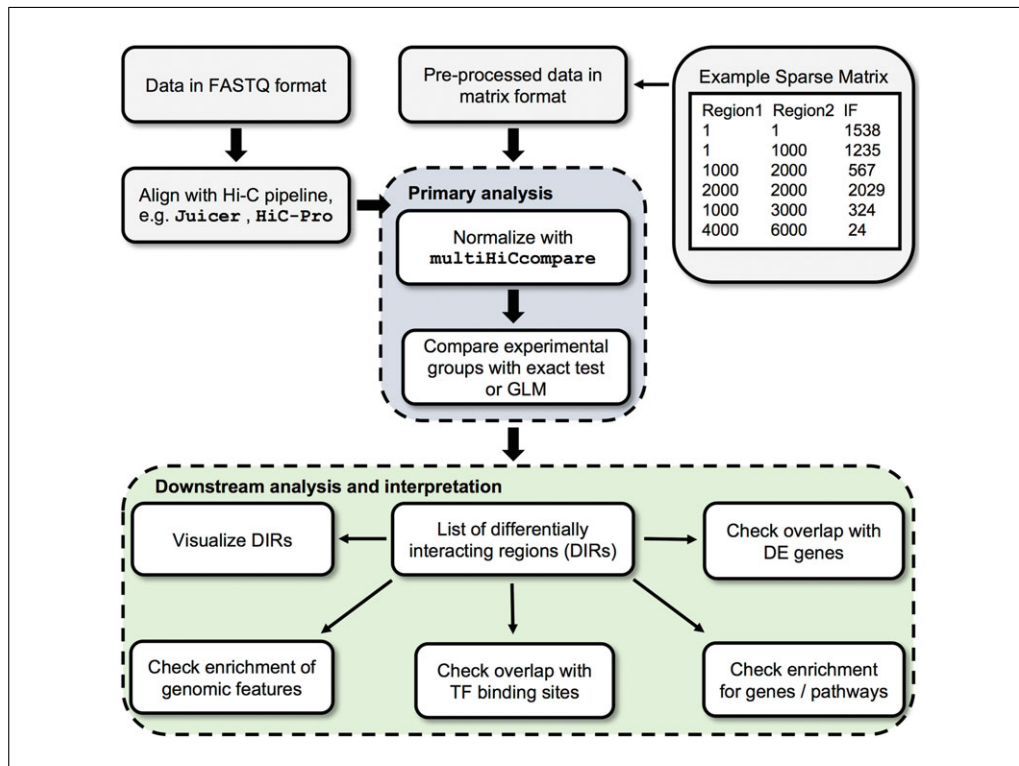 Data in FASTQ format
Pre-processed data in
matrix format
Example Sparse Matrix
Region1 Region2 IF
1 1 1538
1 1000 1235
1000 2000 567
2000 2000 2029
1000 3000 324
4000 6000 24
Align with Hi-C pipeline,
e.g. Juicer , HiC-Pro
Primary analysis
Normalize with
multiHiCcompare
Compare experimental
groups with exact test
or GLM
Downstream analysis and interpretation
Visualize DIRs
List of differentially
interacting regions (DIRs)
Check overlap with
DE genes
Check enrichment of
genomic features
Check overlap with
TF binding sites
Check enrichment
for genes / pathways